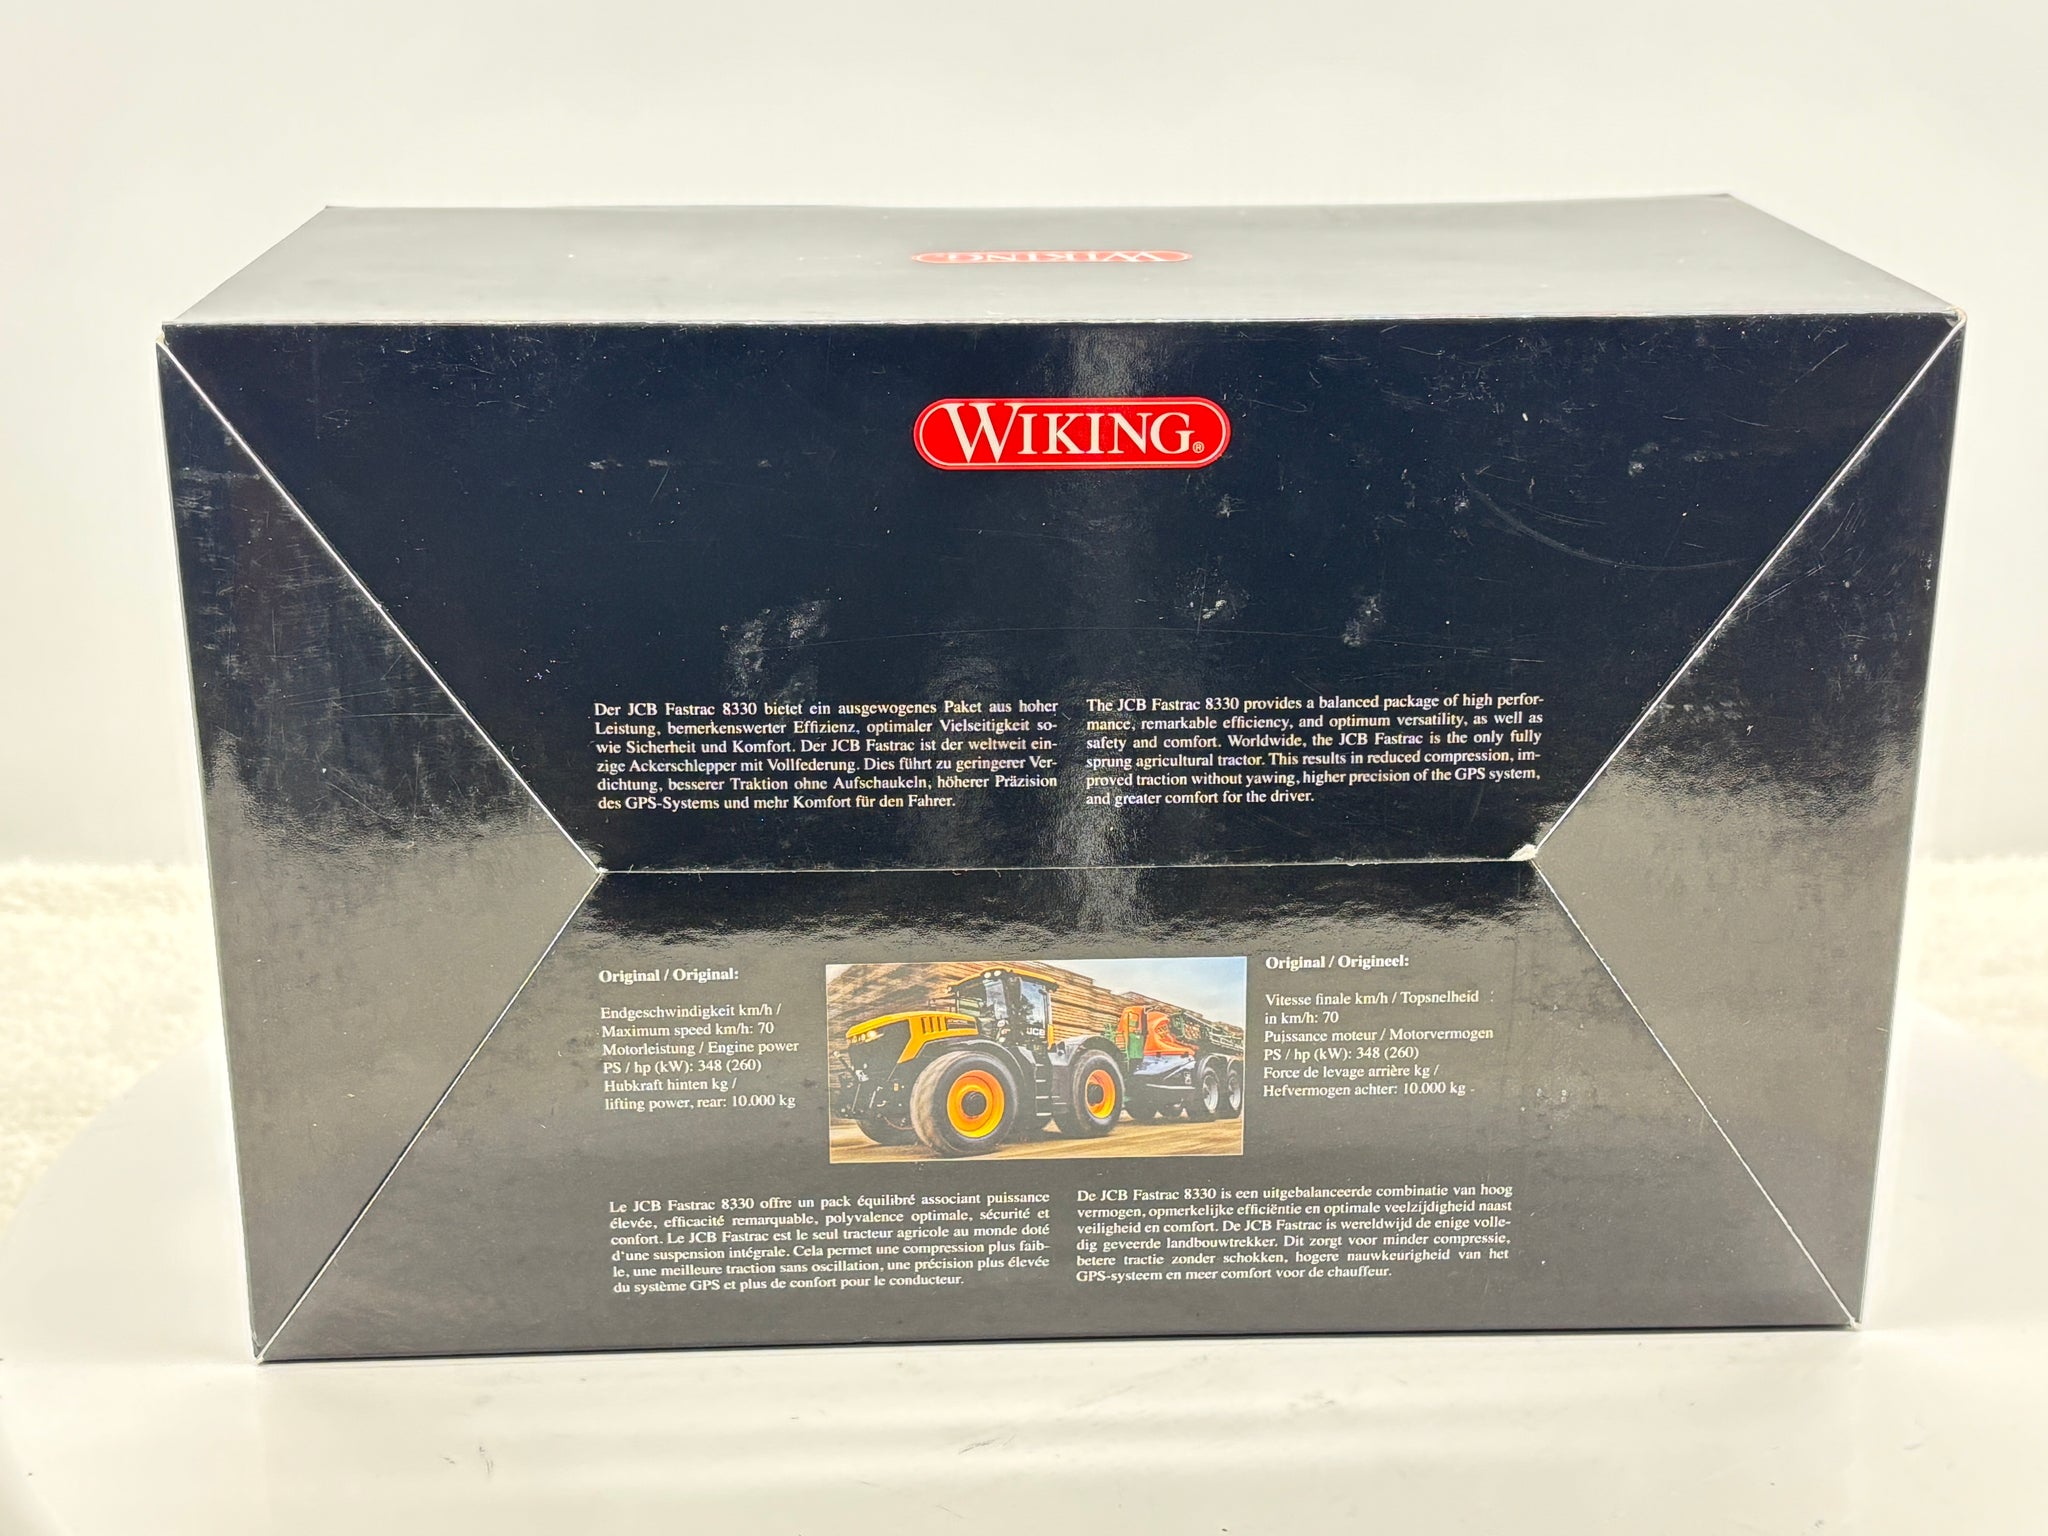 WIKING
WIKING®
Der JCB Fastrac 8330 bietet ein ausgewogenes Paket aus hoher
Leistung, bemerkenswerter Effizienz, optimaler Vielseitigkeit so-
wie Sicherheit und Komfort. Der JCB Fastrac ist der weltweit ein-
zige Ackerschlepper mit Vollfederung. Dies führt zu geringerer Ver-
dichtung, besserer Traktion ohne Aufschaukeln, höherer Präzision
des GPS-Systems und mehr Komfort für den Fahrer.
The JCB Fastrac 8330 provides a balanced package of high perfor-
mance, remarkable efficiency, and optimum versatility, as well as
safety and comfort. Worldwide, the JCB Fastrac is the only fully
sprung agricultural tractor. This results in reduced compression, im-
proved traction without yawing, higher precision of the GPS system,
and greater comfort for the driver.
Original / Original:
Endgeschwindigkeit km/h /
Maximum speed km/h: 70
Motorleistung / Engine power
PS / hp (kW): 348 (260)
Hubkraft hinten kg /
lifting power, rear: 10.000 kg
JCB
Original / Origineel:
Vitesse finale km/h / Topsnelheid
in km/h: 70
Puissance moteur / Motorvermogen
PS / hp (kW): 348 (260)
Force de levage arrière kg /
Hefvermogen achter: 10.000 kg
Le JCB Fastrac 8330 offre un pack équilibré associant puissance
élevée, efficacité remarquable, polyvalence optimale, sécurité et
confort. Le JCB Fastrac est le seul tracteur agricole au monde doté
d'une suspension intégrale. Cela permet une compression plus faib-
le, une meilleure traction sans oscillation, une précision plus élevée
du système GPS et plus de confort pour le conducteur.
De JCB Fastrac 8330 is een uitgebalanceerde combinatie van hoog
vermogen, opmerkelijke efficiëntie en optimale veelzijdigheid naast
veiligheid en comfort. De JCB Fastrac is wereldwijd de enige volle-
dig geveerde landbouwtrekker. Dit zorgt voor minder compressie,
betere tractie zonder schokken, hogere nauwkeurigheid van het
GPS-systeem en meer comfort voor de chauffeur.